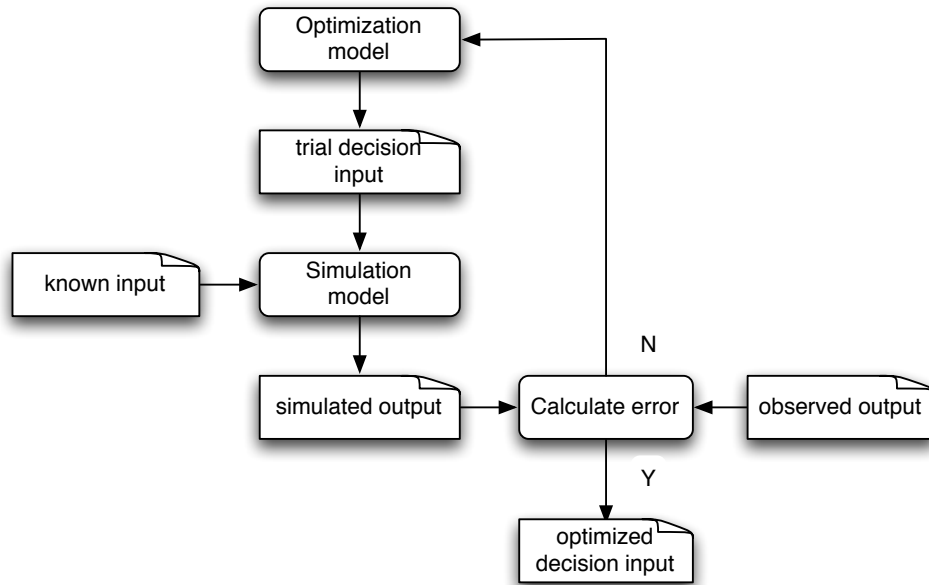 Optimization
model
trial decision
input
known input
Simulation
model
N
simulated output
Calculate error
observed output
Y
optimized
decision input